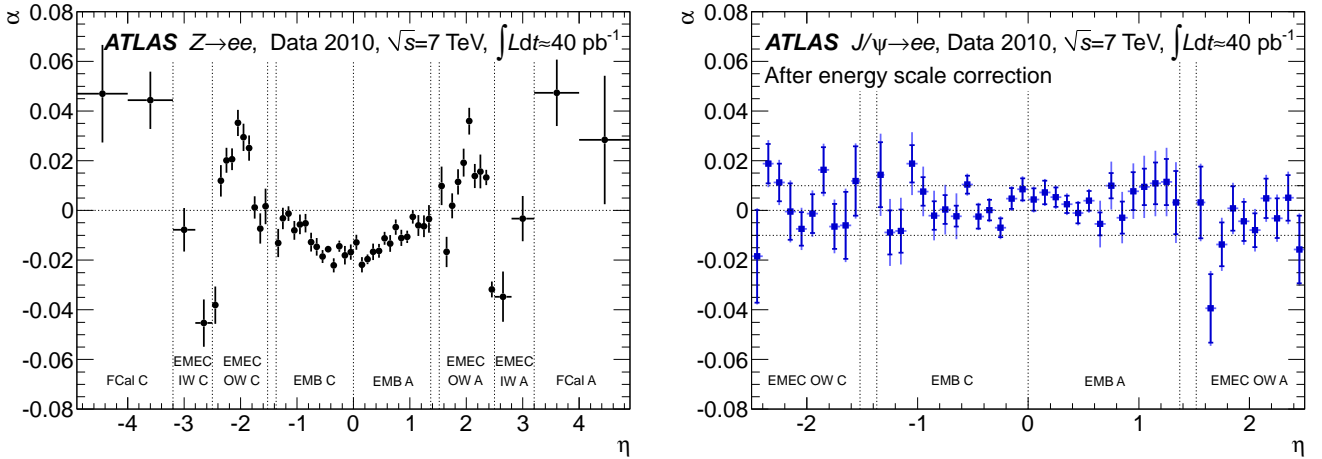 α
0.08
0.06
0.04
0.02
0
-0.02
-0.04
-0.06
-0.08
ATLAS Z→ee, Data 2010, √s=7 TeV, ∫Ldt≈40 pb⁻¹
FCal C
EMEC IW C
EMEC OW C
EMB C
EMB A
EMEC OW A
EMEC IW A
FCal A
-4 -3 -2 -1 0 1 2 3 4
η
α
0.08
0.06
0.04
0.02
0
-0.02
-0.04
-0.06
-0.08
ATLAS J/ψ→ee, Data 2010, √s=7 TeV, ∫Ldt≈40 pb⁻¹
After energy scale correction
EMEC OW C
EMB C
EMB A
EMEC OW A
-2 -1 0 1 2
η